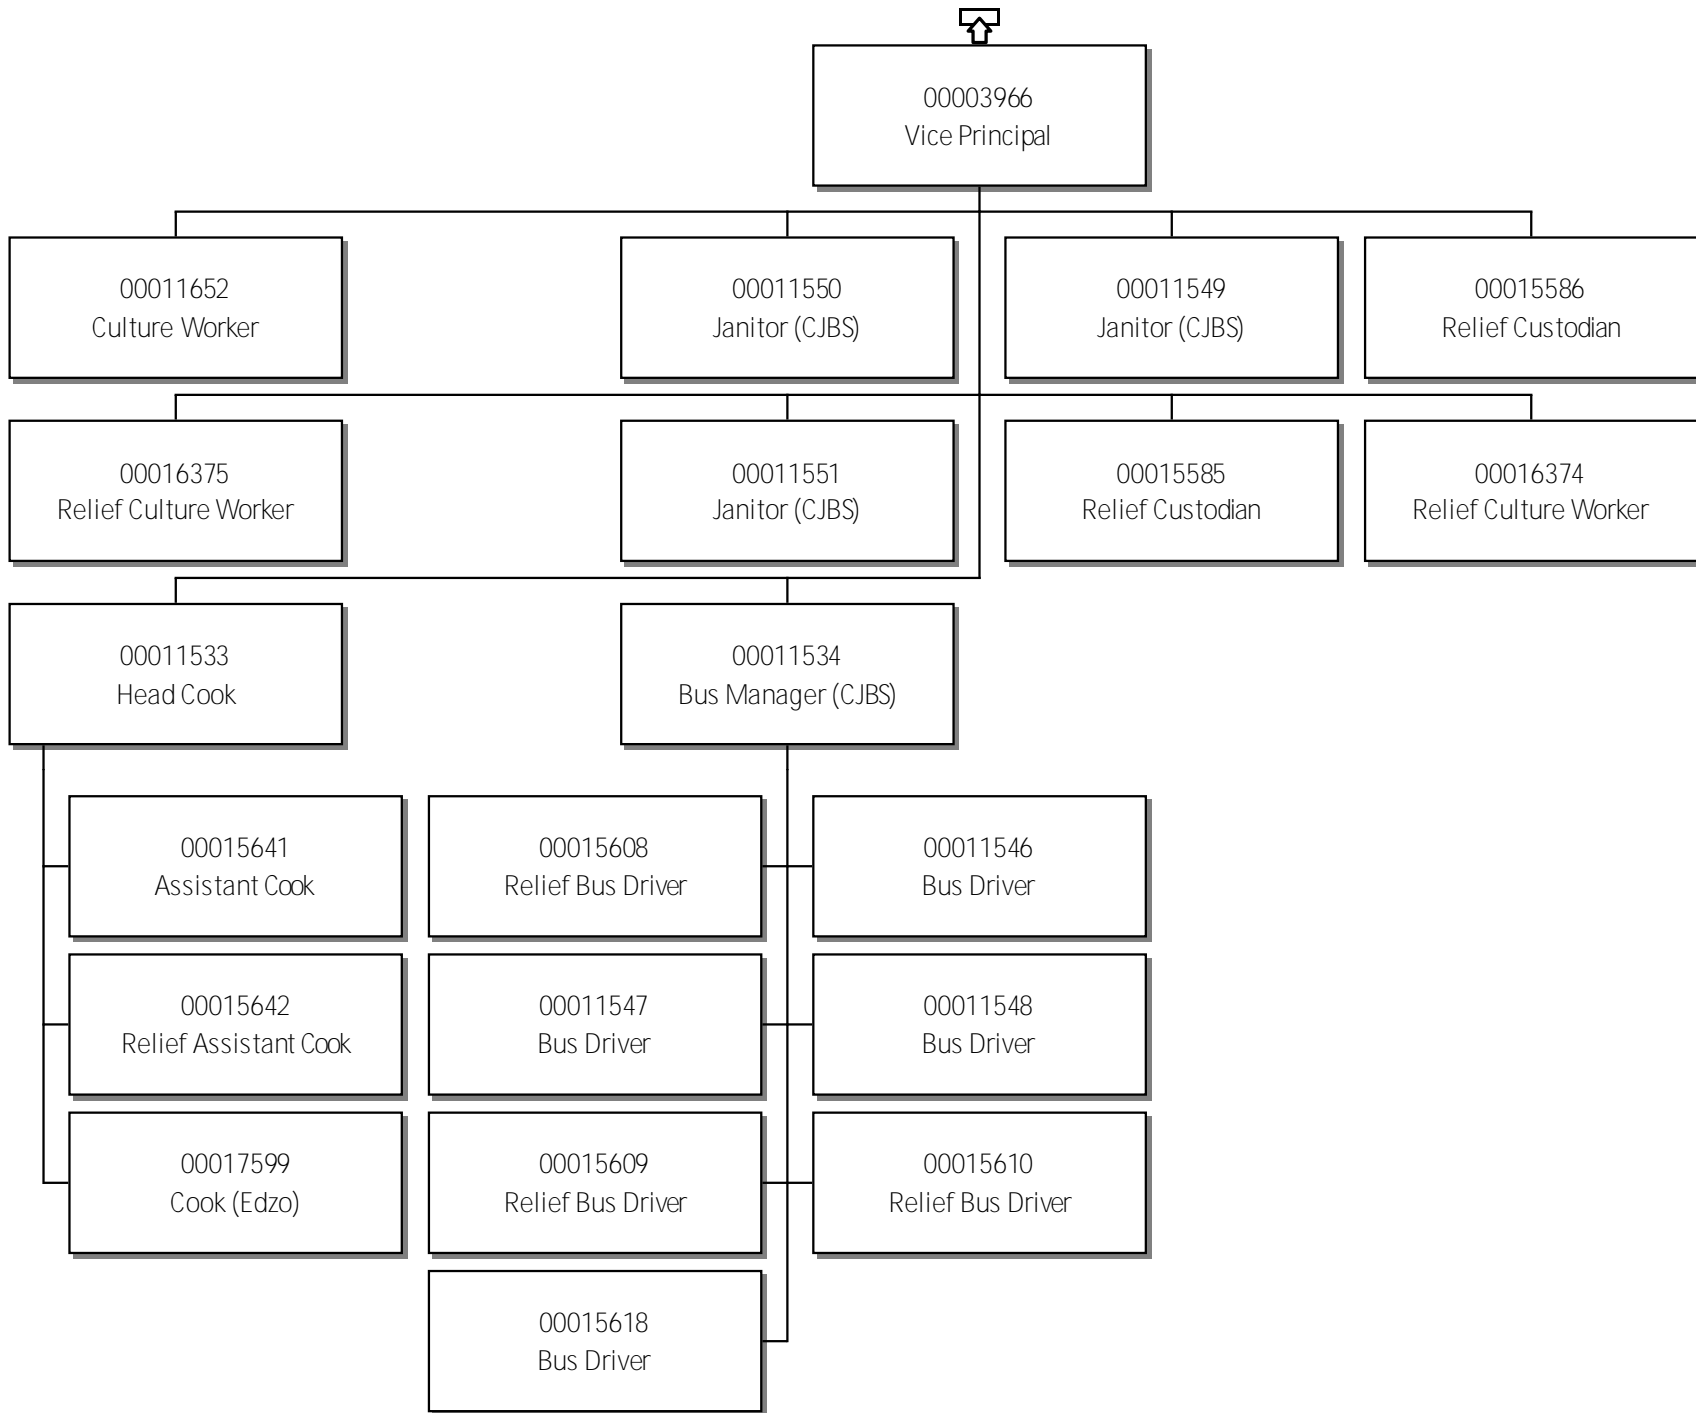 00003966
Vice Principal
00011652
Culture Worker
00011550
Janitor (CJBS)
00011549
Janitor (CJBS)
00015586
Relief Custodian
00016375
Relief Culture Worker
00011551
Janitor (CJBS)
00015585
Relief Custodian
00016374
Relief Culture Worker
00011533
Head Cook
00011534
Bus Manager (CJBS)
00015641
Assistant Cook
00015608
Relief Bus Driver
00011546
Bus Driver
00015642
Relief Assistant Cook
00011547
Bus Driver
00011548
Bus Driver
00017599
Cook (Edzo)
00015609
Relief Bus Driver
00015610
Relief Bus Driver
00015618
Bus Driver